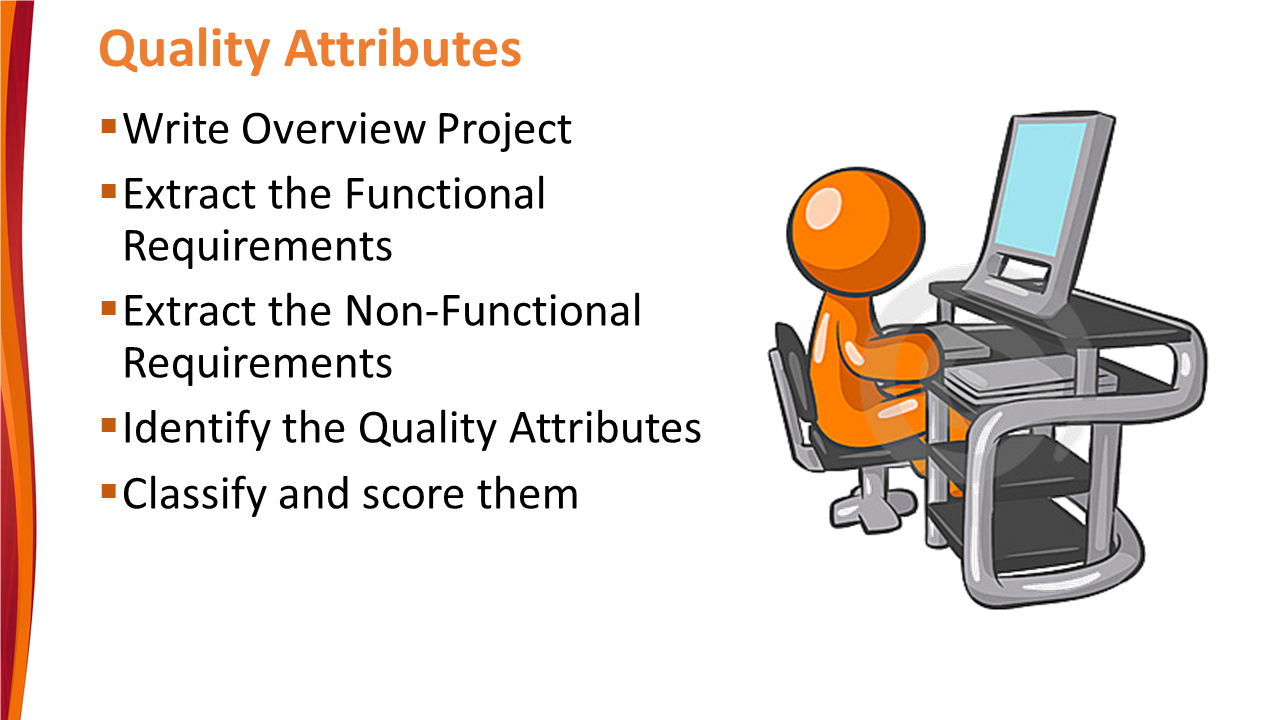 Quality Attributes
▪Write Overview Project
▪Extract the Functional
Requirements
▪Extract the Non-Functional
Requirements
▪Identify the Quality Attributes
▪Classify and score them